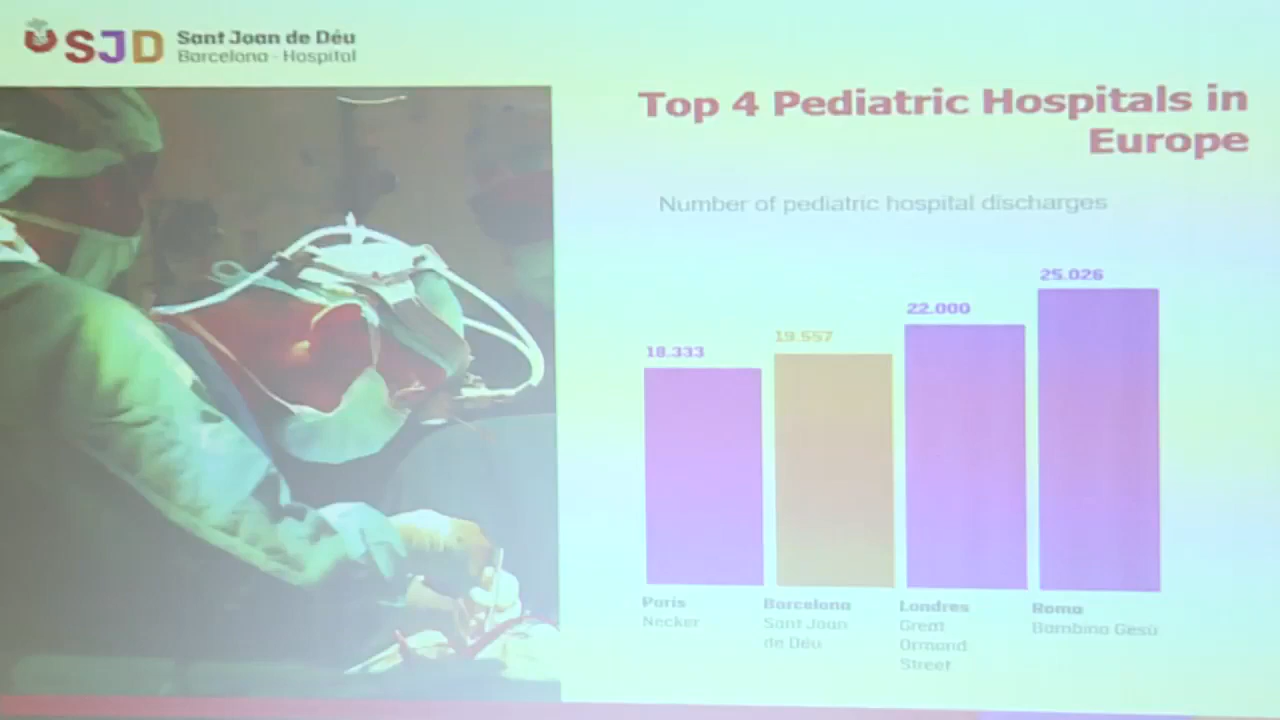 SJD
Sant Joan de Déu
Barcelona - Hospital
Top 4 Pediatric Hospitals in
Europe
Number of pediatric hospital discharges
18.333
19.557
22.000
25.026
Paris
Necker
Barcelona
Sant Joan
de Déu
Londres
Great
Ormand
Street
Roma
Bambino Gesù